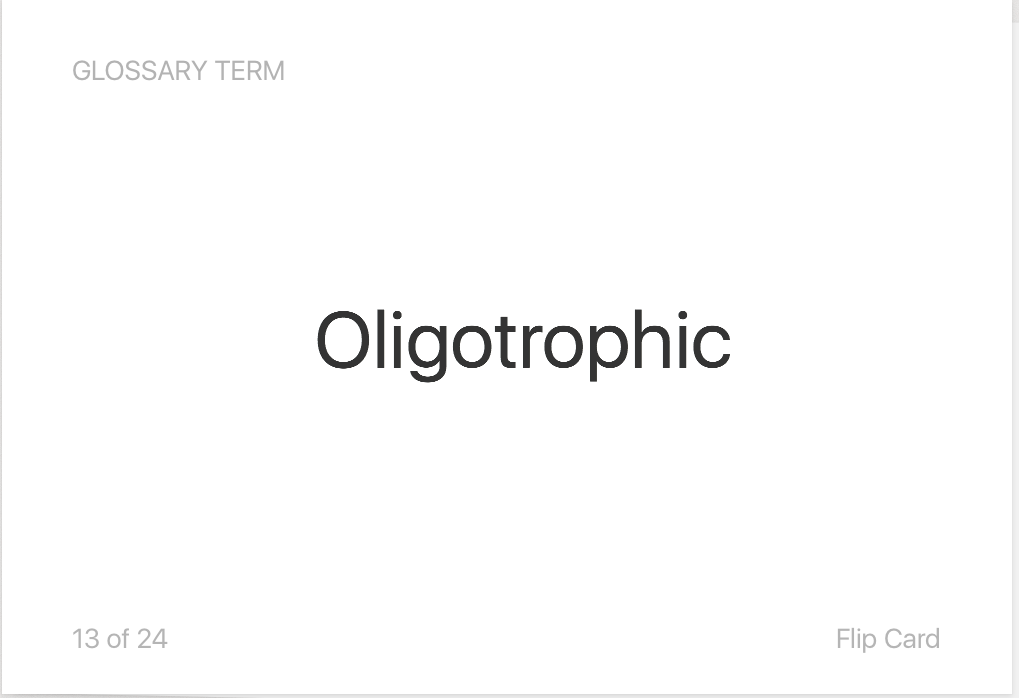 GLOSSARY TERM
Oligotrophic
13 of 24
Flip Card